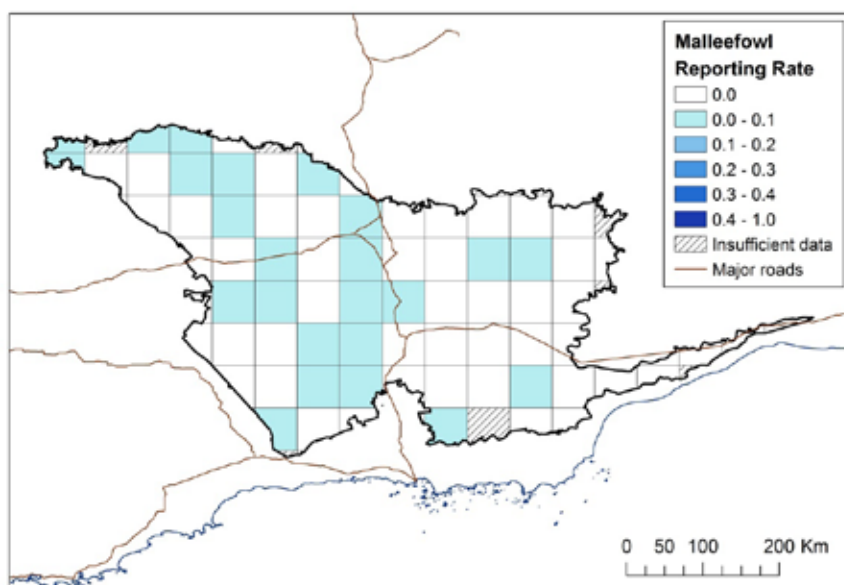 Malleefowl
Reporting Rate
0.0
0.0 - 0.1
0.1 - 0.2
0.2 - 0.3
0.3 - 0.4
0.4 - 1.0
Insufficient data
Major roads
0 50 100 200 Km